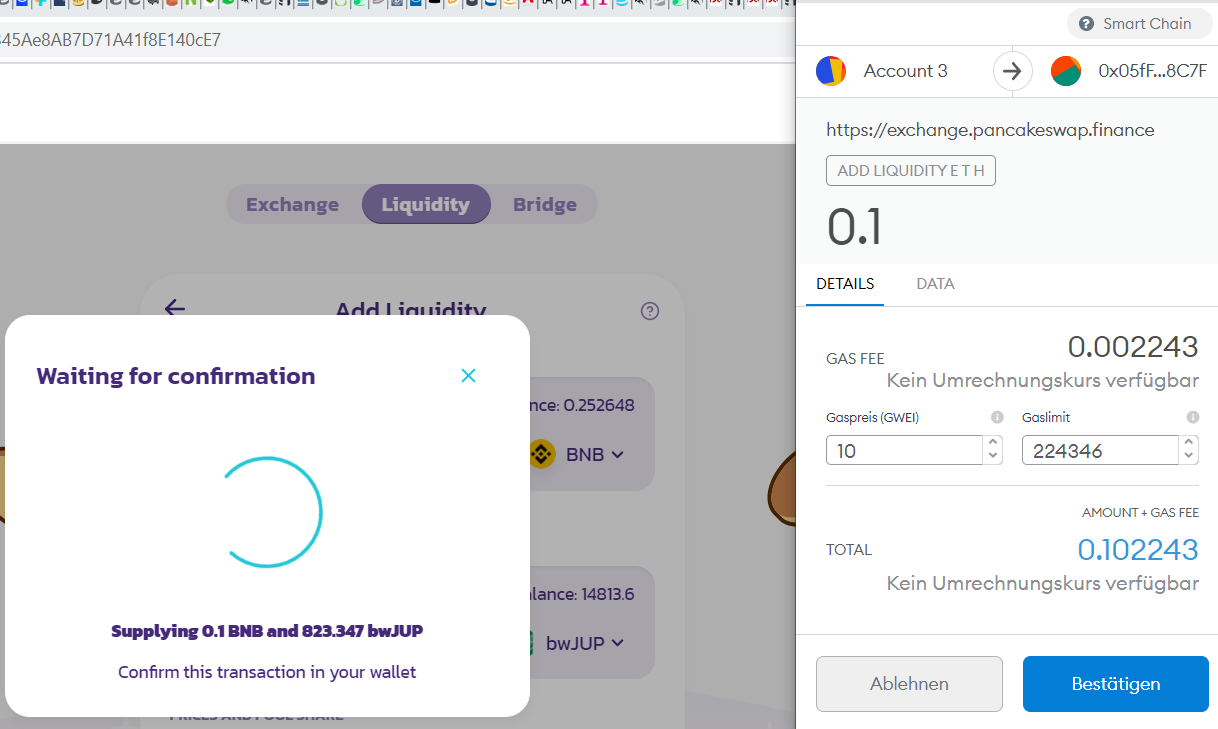 345Ae8AB7D71A41f8E140cE7
Exchange
Liquidity
Bridge
Add Liquidity
Waiting for confirmation
nce: 0.252648
BNB
lance: 14813.6
bwJUP
Supplying 0.1 BNB and 823.347 bwJUP
Confirm this transaction in your wallet
PRICES AND POOL SHARE
Smart Chain
Account 3
0x05fF...8C7F
https://exchange.pancakeswap.finance
ADD LIQUIDITY E T H
0.1
DETAILS
DATA
GAS FEE
0.002243
Kein Umrechnungskurs verfügbar
Gaspreis (GWEI)
Gaslimit
10
224346
AMOUNT + GAS FEE
TOTAL
0.102243
Kein Umrechnungskurs verfügbar
Ablehnen
Bestätigen